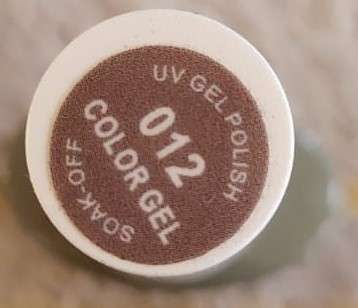 UV GEL POLISH
012
COLOR GEL
SOAK-OFF